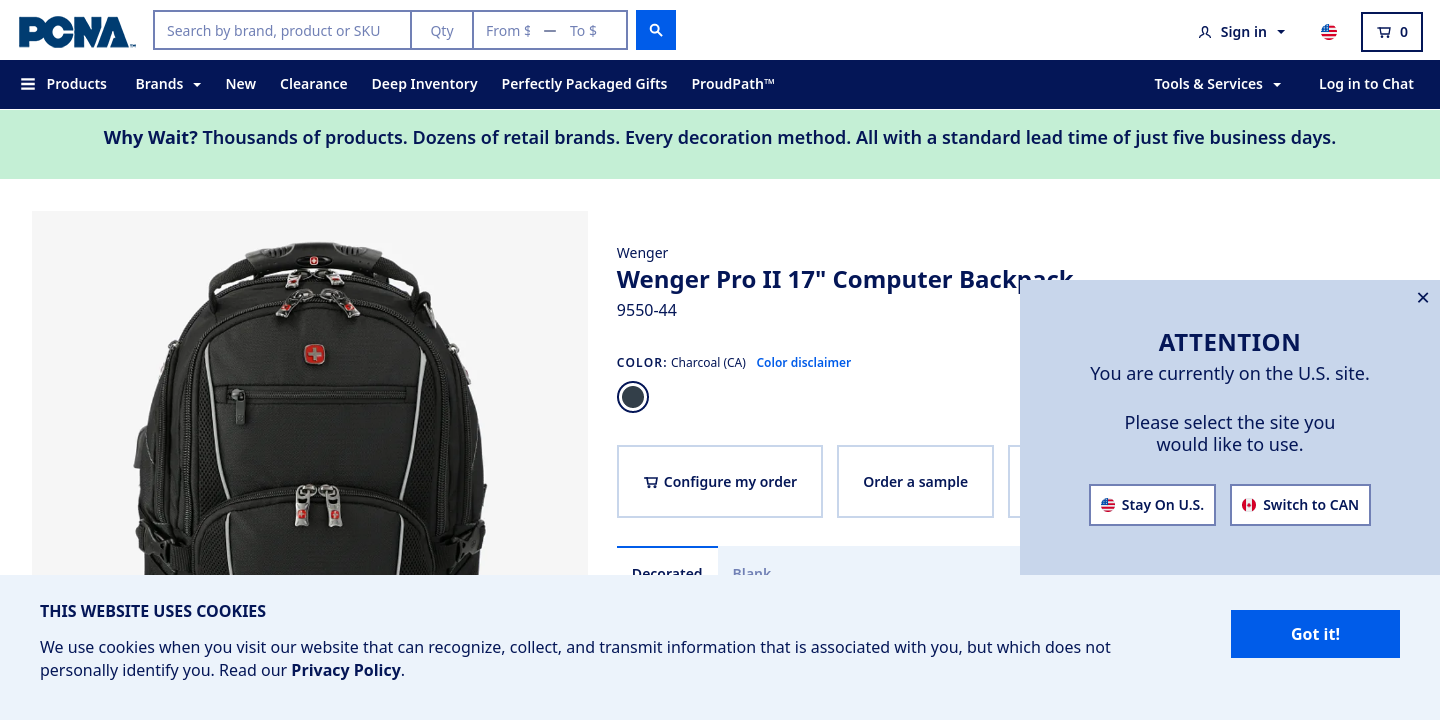 PCNA™
Search by brand, product or SKU
Qty
From $ — To $
Sign in
0
Products
Brands
New
Clearance
Deep Inventory
Perfectly Packaged Gifts
ProudPath™
Tools & Services
Log in to Chat
Why Wait? Thousands of products. Dozens of retail brands. Every decoration method. All with a standard lead time of just five business days.
Wenger
Wenger Pro II 17" Computer Backpack
9550-44
COLOR: Charcoal (CA) Color disclaimer
Configure my order
Order a sample
Decorated
Blank
ATTENTION
You are currently on the U.S. site.
Please select the site you
would like to use.
Stay On U.S.
Switch to CAN
THIS WEBSITE USES COOKIES
We use cookies when you visit our website that can recognize, collect, and transmit information that is associated with you, but which does not
personally identify you. Read our Privacy Policy.
Got it!